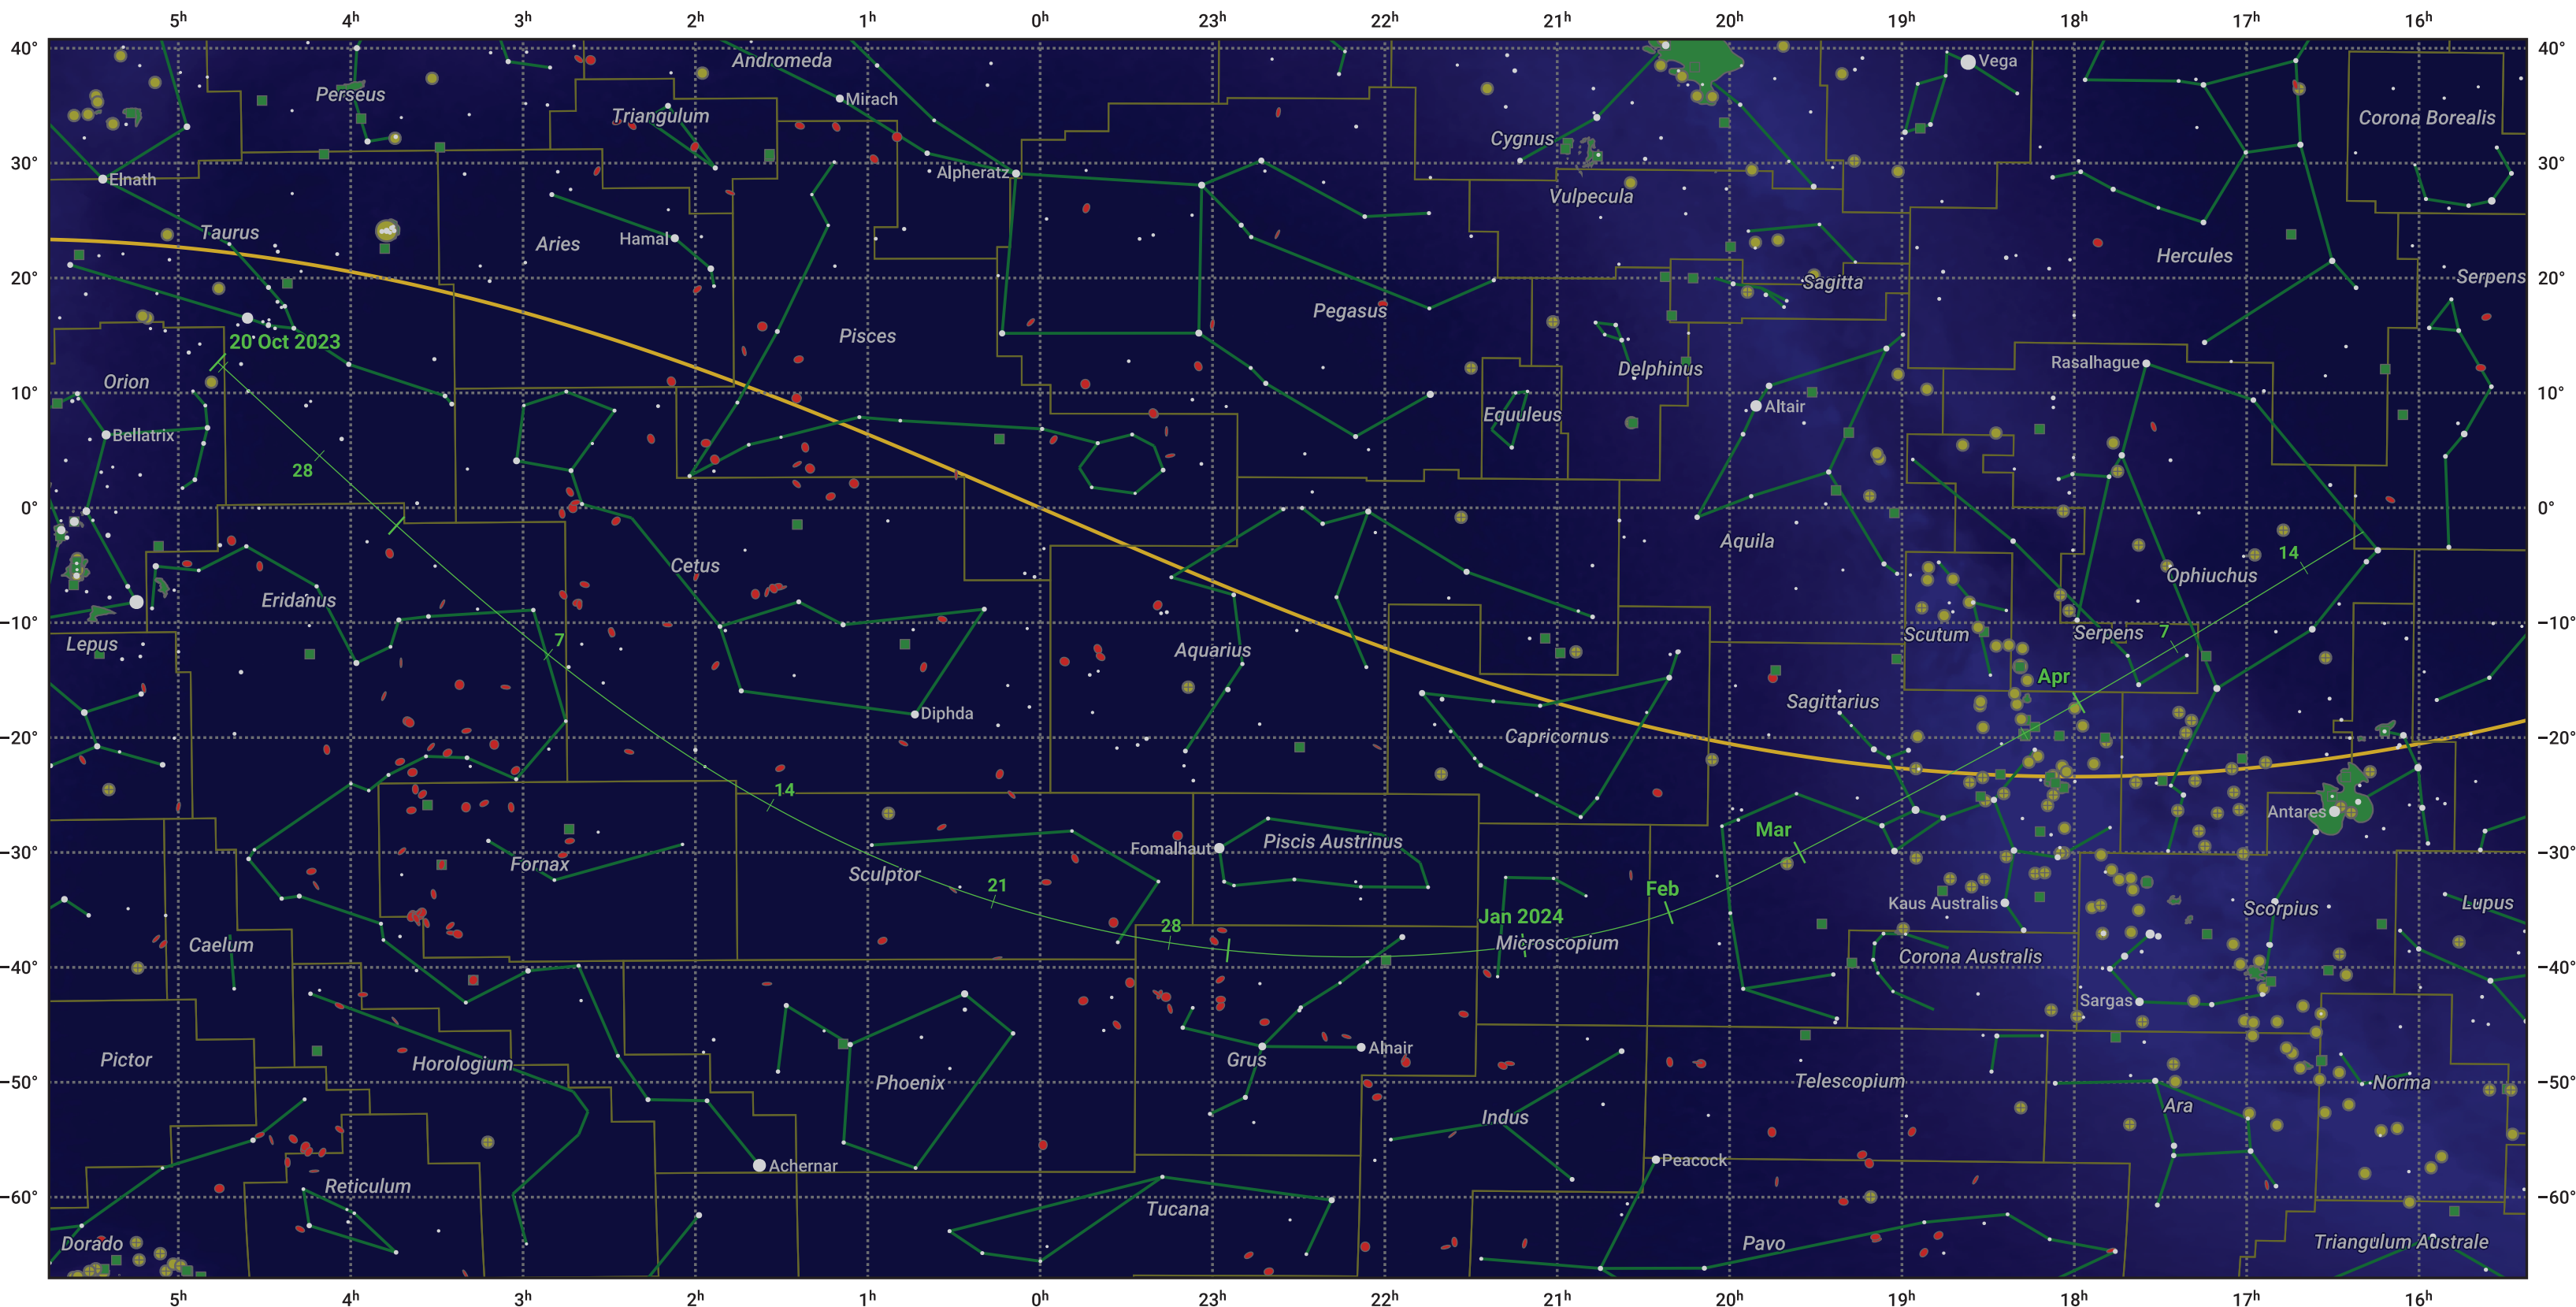 5h 4h 3h 2h 1h 0h 23h 22h 21h 20h 19h 18h 17h 16h
40° 40°
Andromeda
Vega
Perseus
Mirach
Triangulum
Corona Borealis
Cygnus
30° 30°
Elnath
Alpheratz
Vulpecula
Taurus
Hamal
Aries
Hercules
20° 20°
Serpens
Sagitta
Pegasus
20 Oct 2023
Pisces
Rasalhague
Delphinus
Orion
10° 10°
Altair
Equuleus
Bellatrix
28
0° 0°
Aquila
14
Cetus
Ophiuchus
Eridanus
−10° −10°
7
7
Serpens
Scutum
Lepus
Aquarius
Apr
Sagittarius
Diphda
Capricornus
−20° −20°
14
Antares
Mar
Piscis Austrinus
Fomalhaut
−30° −30°
Fornax
Sculptor
21
Feb
Kaus Australis
Lupus
Scorpius
Jan 2024
28
Caelum
Microscopium
Corona Australis
−40° −40°
Sargas
Alnair
Pictor
Horologium
Grus
Phoenix
Telescopium
Norma
−50° −50°
Ara
Indus
Peacock
Achernar
Reticulum
−60° −60°
Tucana
Dorado
Pavo
Triangulum Australe
5h 4h 3h 2h 1h 0h 23h 22h 21h 20h 19h 18h 17h 16h